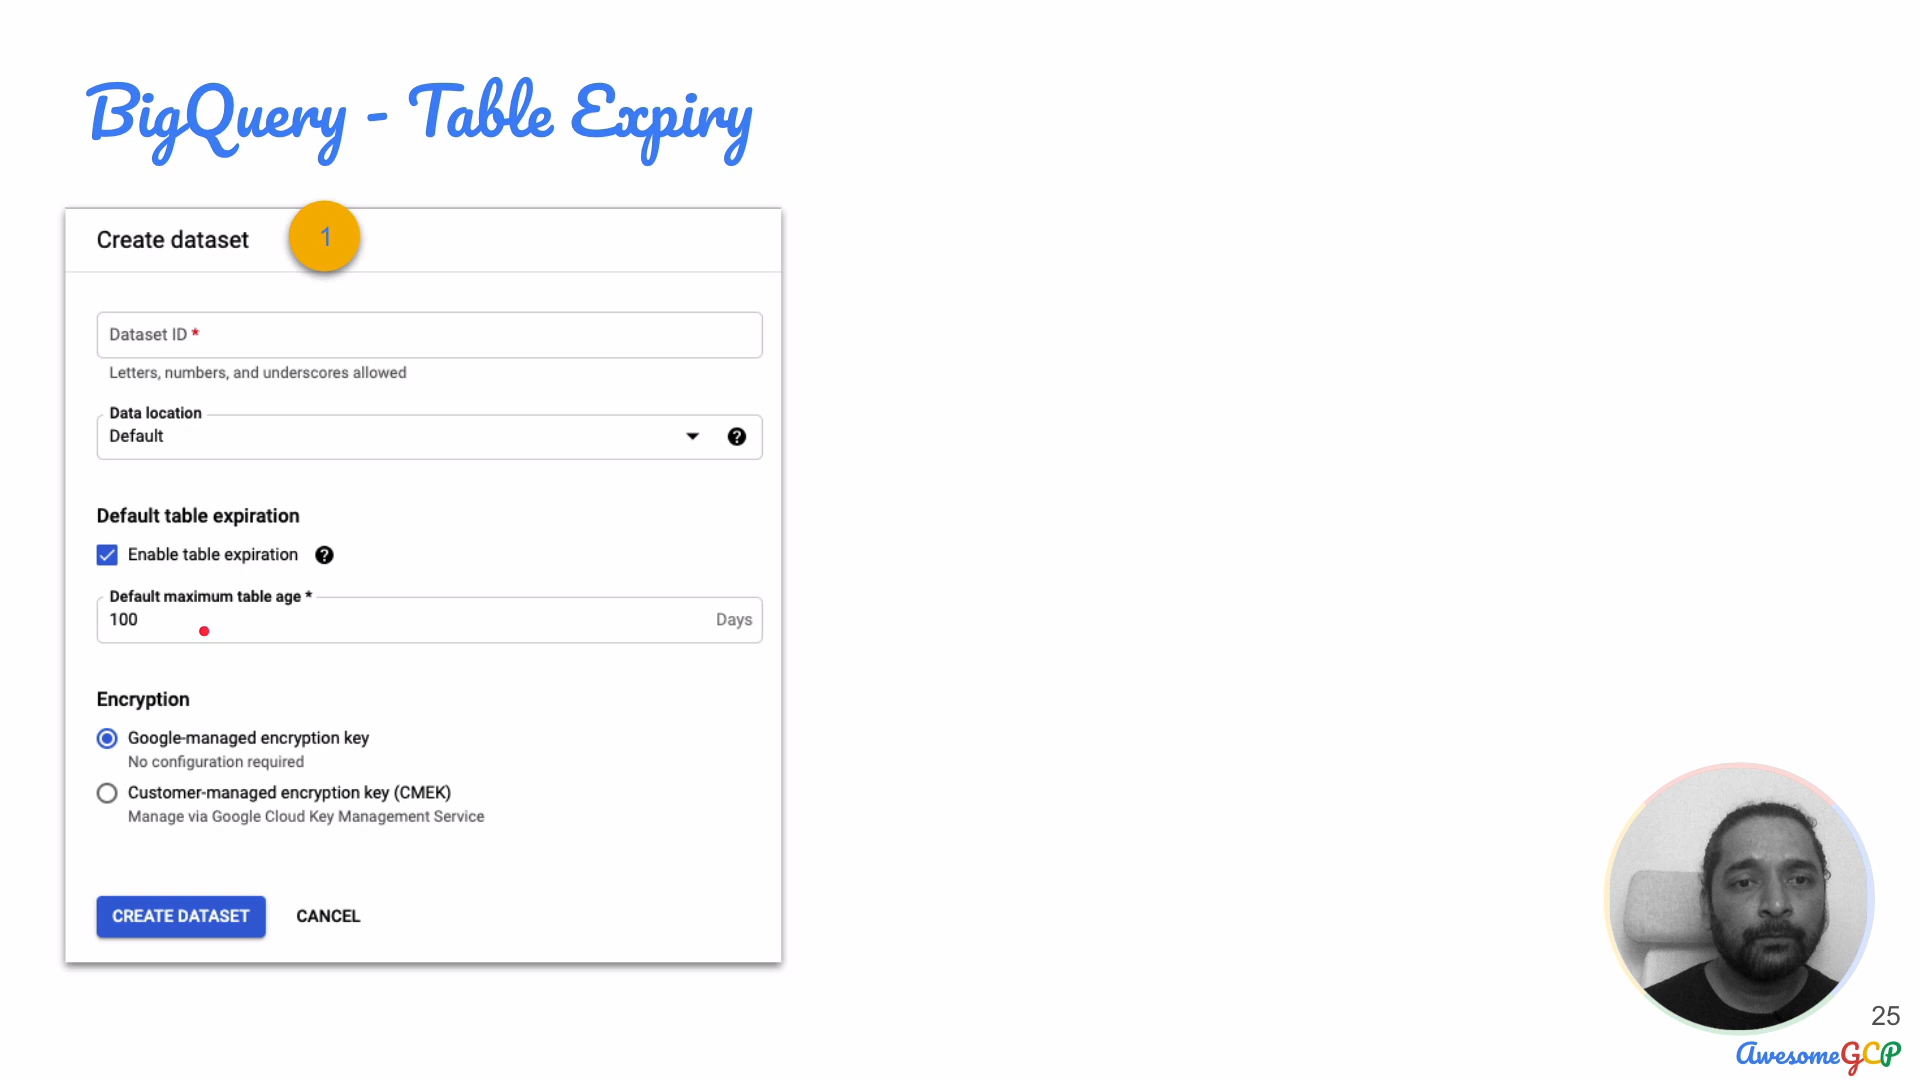 BigQuery - Table Expiry
Create dataset
1
Dataset ID *
Letters, numbers, and underscores allowed
Data location
Default
Default table expiration
Enable table expiration
Default maximum table age *
100
Days
Encryption
Google-managed encryption key
No configuration required
Customer-managed encryption key (CMEK)
Manage via Google Cloud Key Management Service
CREATE DATASET
CANCEL
25
AwesomeGCP